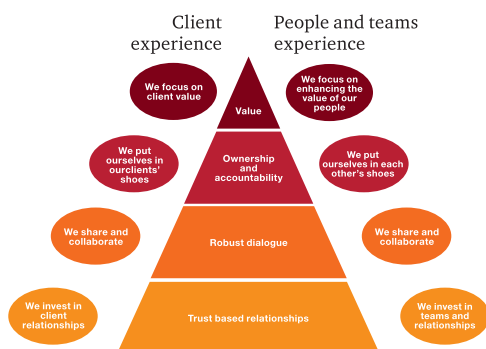 Client
experience
People and teams
experience
We focus on
client value
Value
We focus on
enhancing the
value of our
people
We put
ourselves in
ourclients'
shoes
Ownership
and
accountability
We put
ourselves in each
other's shoes
We share and
collaborate
Robust dialogue
We share and
collaborate
We invest in
client
relationships
Trust based relationships
We invest in
teams and
relationships